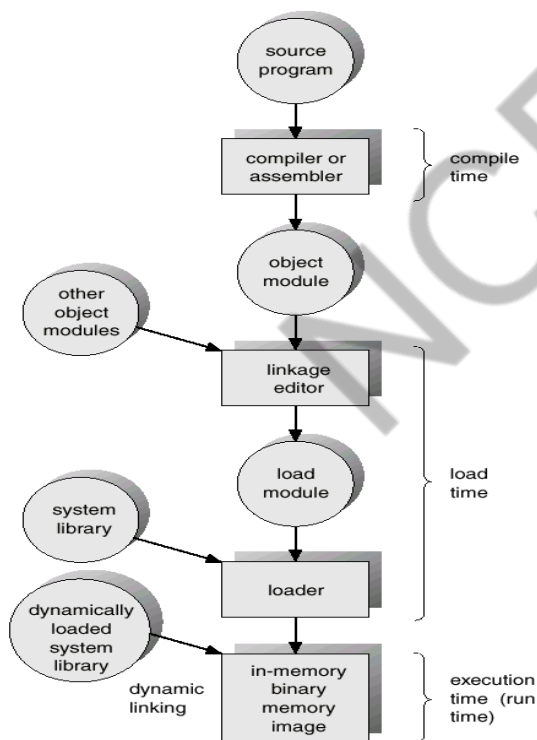 source
program
compiler or
assembler
compile
time
object
module
other
object
modules
linkage
editor
load
module
load
time
system
library
loader
dynamically
loaded
system
library
dynamic
linking
in-memory
binary
memory
image
execution
time (run
time)